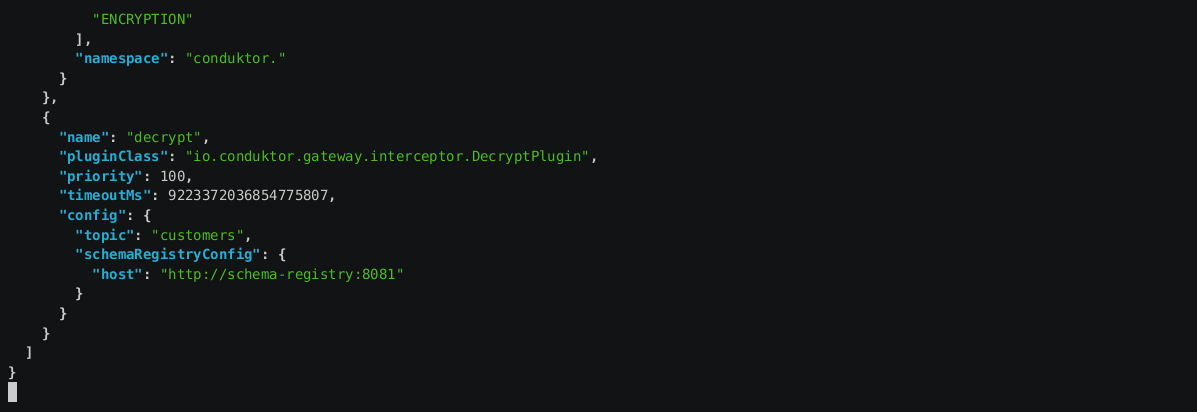 "ENCRYPTION"
        ],
        "namespace": "conduktor."
      }
    },
    {
      "name": "decrypt",
      "pluginClass": "io.conduktor.gateway.interceptor.DecryptPlugin",
      "priority": 100,
      "timeoutMs": 9223372036854775807,
      "config": {
        "topic": "customers",
        "schemaRegistryConfig": {
          "host": "http://schema-registry:8081"
        }
      }
    }
  ]
}